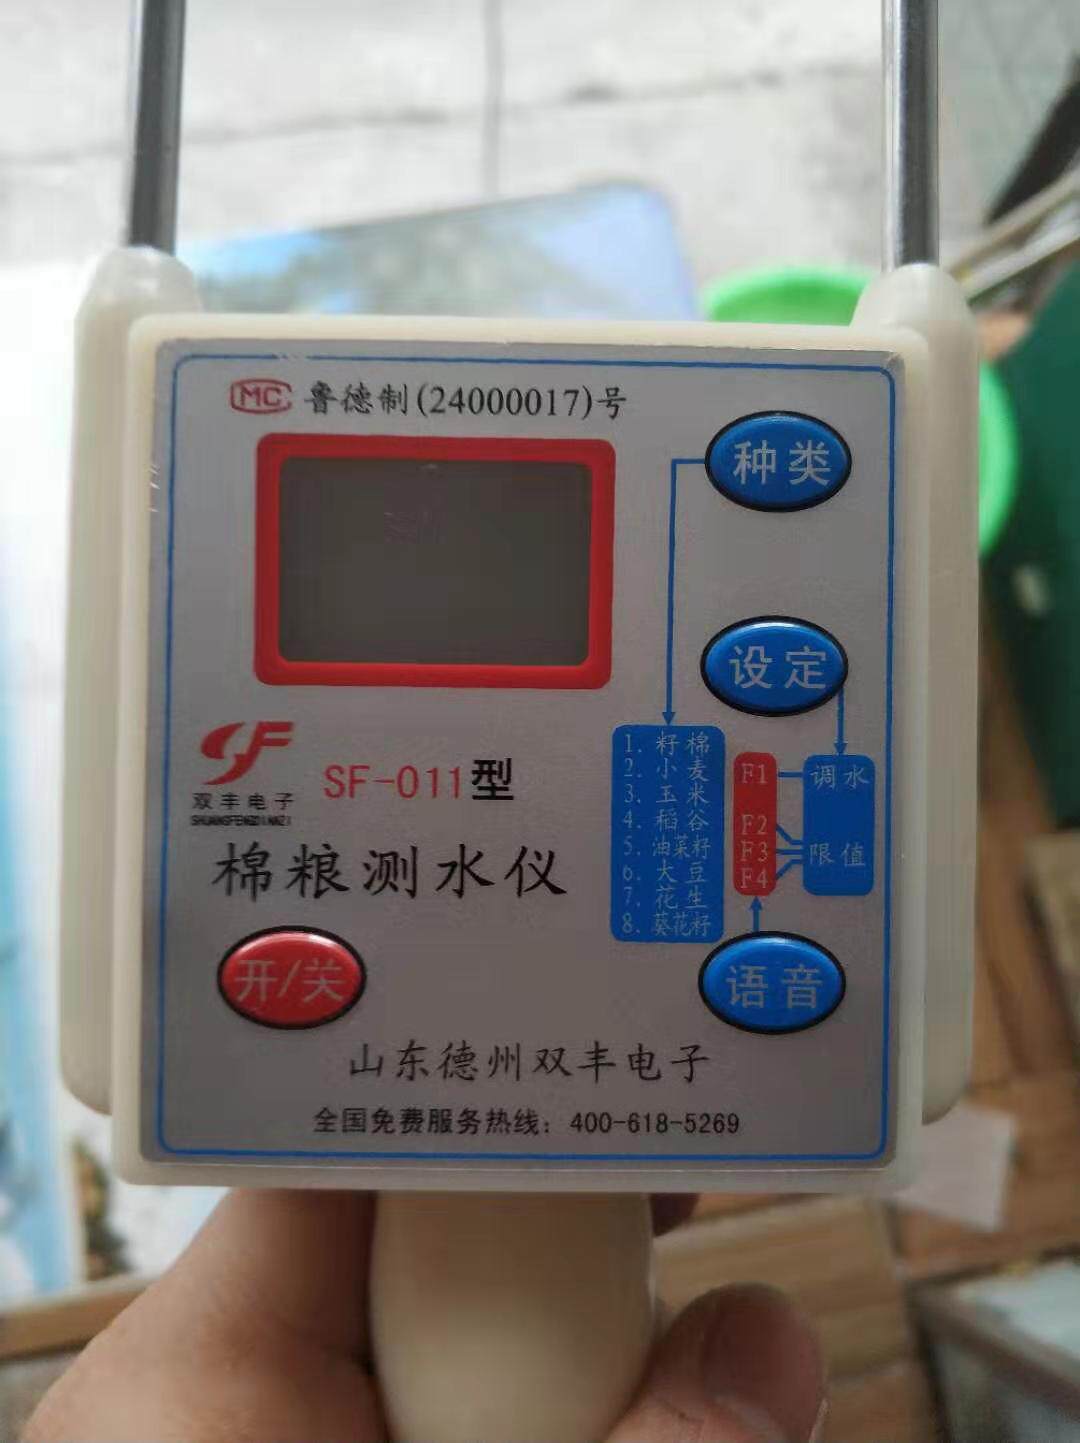 MC 鲁德制(24000017)号
种类
设定
双丰电子
SHUANGFENGDIANZI
SF-011型
1. 籽棉
2. 小麦
3. 玉米
4. 稻谷
5. 油菜籽
6. 大豆
7. 花生
8. 葵花籽
F1
F2
F3
F4
调水
限值
棉粮测水仪
开/关
语音
山东德州双丰电子
全国免费服务热线：400-618-5269